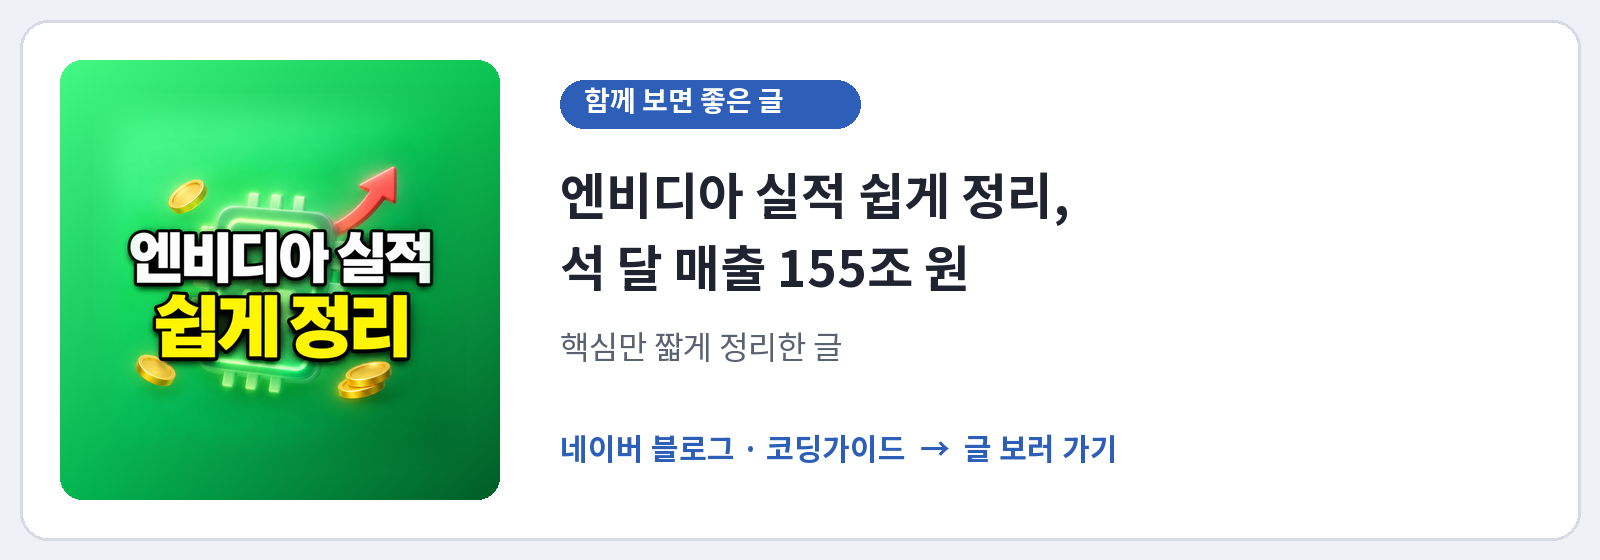 엔비디아 실적
쉽게 정리
함께 보면 좋은 글
엔비디아 실적 쉽게 정리,
석 달 매출 155조 원
핵심만 짧게 정리한 글
네이버 블로그 · 코딩가이드 → 글 보러 가기